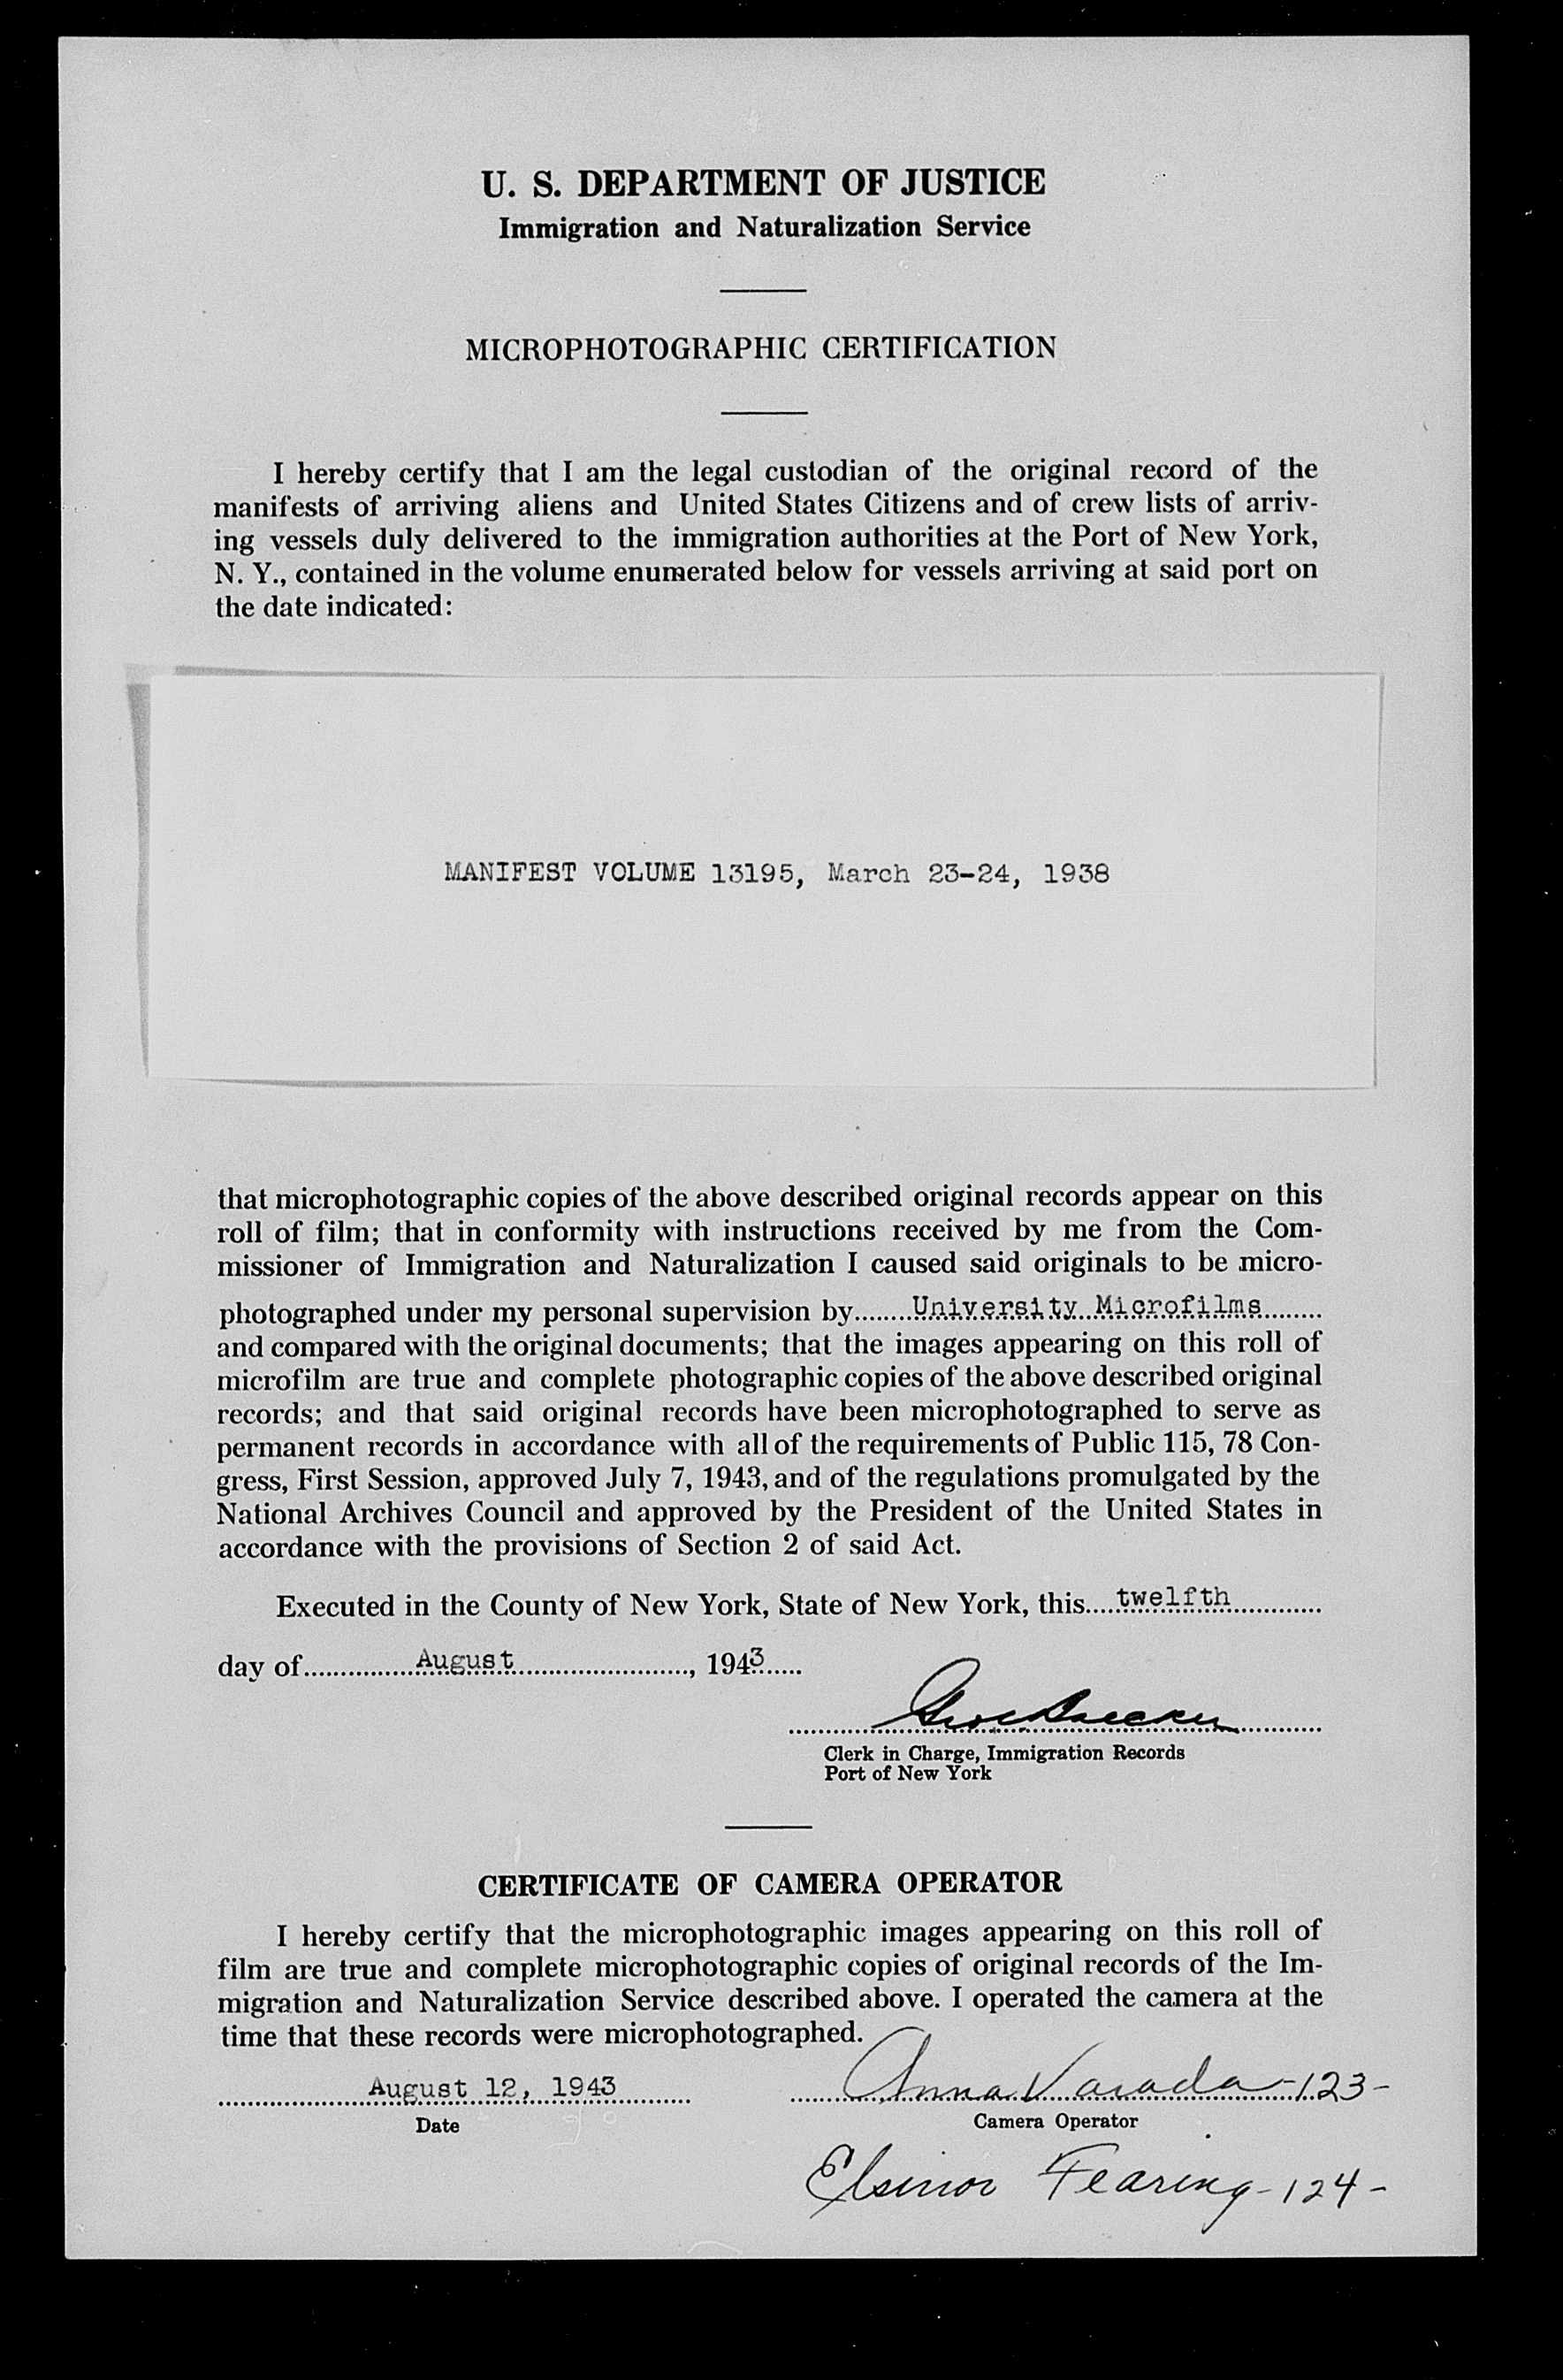 U. S. DEPARTMENT OF JUSTICE
Immigration and Naturalization Service
MICROPHOTOGRAPHIC CERTIFICATION
I hereby certify that I am the legal custodian of the original record of the
manifests of arriving aliens and United States Citizens and of crew lists of arriv-
ing vessels duly delivered to the immigration authorities at the Port of New York,
N. Y., contained in the volume enumerated below for vessels arriving at said port on
the date indicated:
MANIFEST VOLUME 13195, March 23-24, 1938
that microphotographic copies of the above described original records appear on this
roll of film; that in conformity with instructions received by me from the Com-
missioner of Immigration and Naturalization I caused said originals to be micro-
photographed under my personal supervision by University Microfilms
and compared with the original documents; that the images appearing on this roll of
microfilm are true and complete photographic copies of the above described original
records; and that said original records have been microphotographed to serve as
permanent records in accordance with all of the requirements of Public 115, 78 Con-
gress, First Session, approved July 7, 1943, and of the regulations promulgated by the
National Archives Council and approved by the President of the United States in
accordance with the provisions of Section 2 of said Act.
Executed in the County of New York, State of New York, this twelfth
day of August, 1943
Clerk in Charge, Immigration Records
Port of New York
CERTIFICATE OF CAMERA OPERATOR
I hereby certify that the microphotographic images appearing on this roll of
film are true and complete microphotographic copies of original records of the Im-
migration and Naturalization Service described above. I operated the camera at the
time that these records were microphotographed.
August 12, 1943 Anna Varada -123-
Date Camera Operator
Elsinor Fearing - 124 -